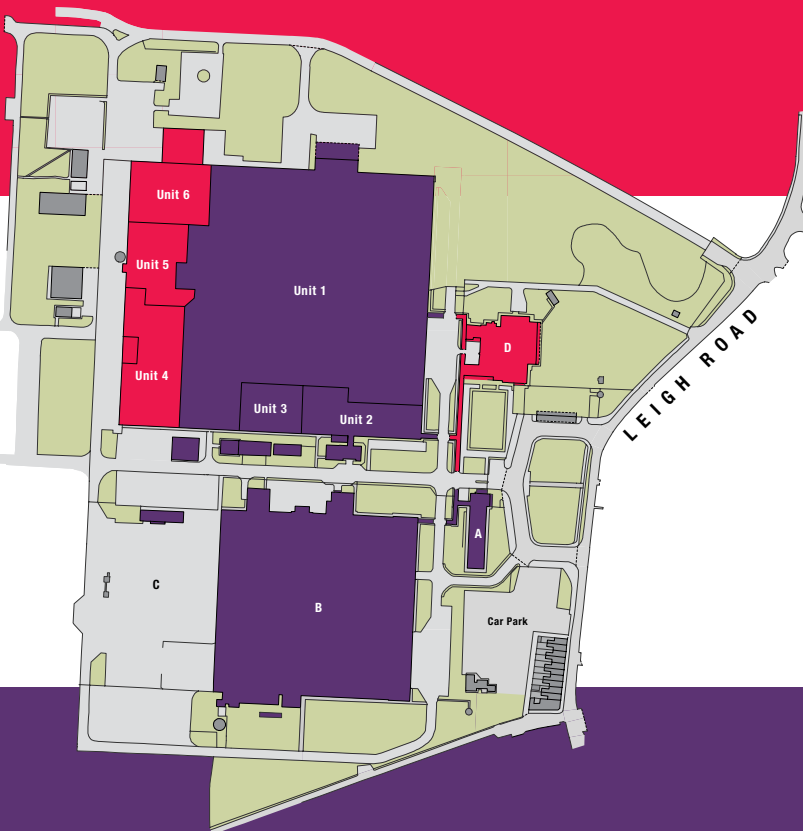 Unit 6
Unit 5
Unit 1
D
Unit 4
Unit 3
Unit 2
LEIGH ROAD
A
C
B
Car Park